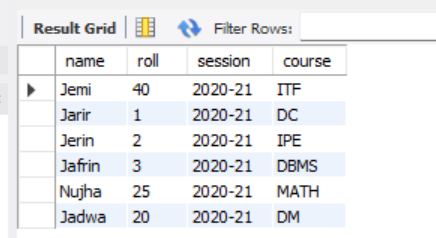 Result Grid Filter Rows:
name roll session course
Jemi 40 2020-21 ITF
Jarir 1 2020-21 DC
Jerin 2 2020-21 IPE
Jafrin 3 2020-21 DBMS
Nujha 25 2020-21 MATH
Jadwa 20 2020-21 DM